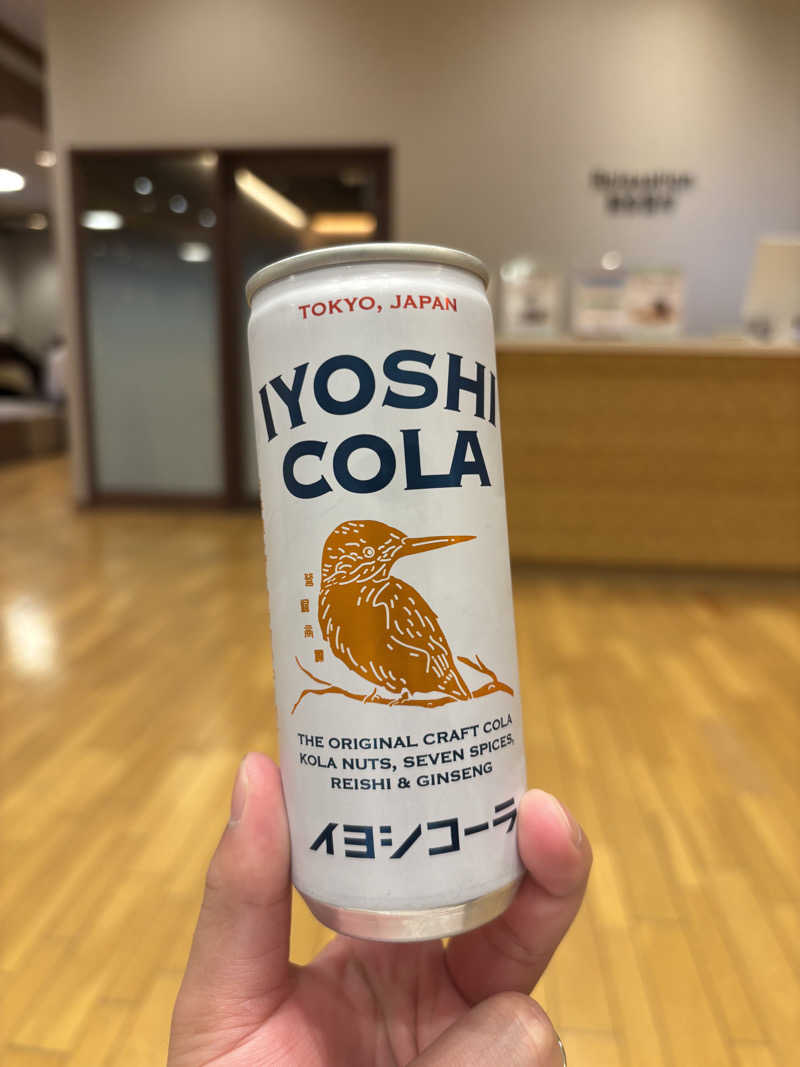 TOKYO, JAPAN
IYOSHI
COLA
THE ORIGINAL CRAFT COLA
KOLA NUTS, SEVEN SPICES,
REISHI & GINSENG
イヨシコーラ